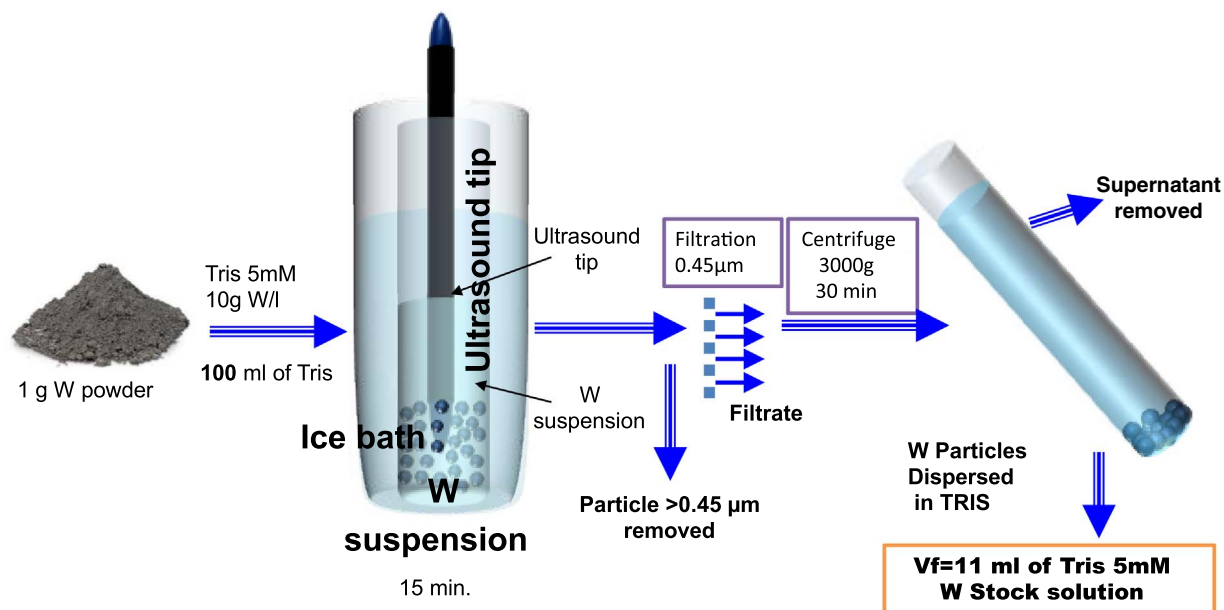 1 g W powder
Tris 5mM
10g W/l
100 ml of Tris
Ultrasound tip
Ice bath
W
suspension
15 min.
Ultrasound
tip
W
suspension
Filtration
0.45µm
Filtrate
Particle >0.45 µm
removed
Centrifuge
3000g
30 min
Supernatant
removed
W Particles
Dispersed
in TRIS
Vf=11 ml of Tris 5mM
W Stock solution